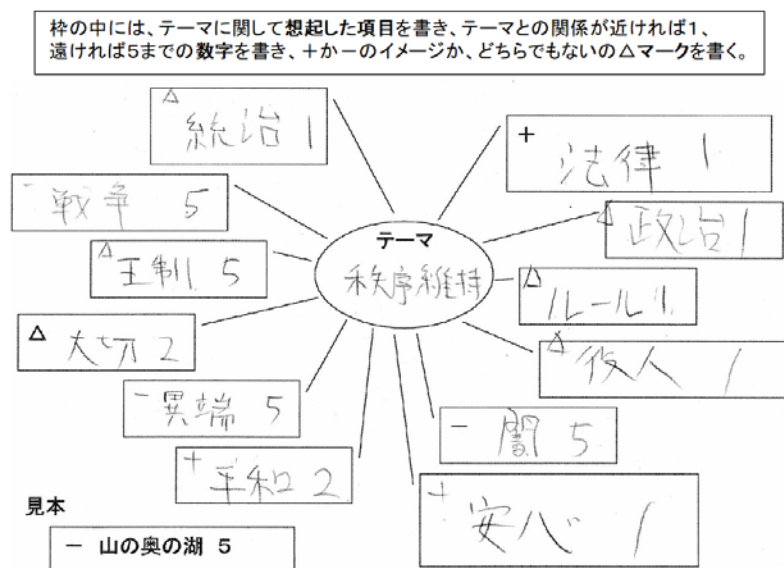 枠の中には、テーマに関して想起した項目を書き、テーマとの関係が近ければ1、
遠ければ5までの数字を書き、+か-のイメージか、どちらでもないの△マークを書く。
△ 統治 1
+ 法律 1
- 戦争 5
△ 政治 1
テーマ
秩序維持
△ 王制 5
△ ルール 1
△ 大切 2
△ 役人 1
- 異端 5
- 闇 5
+ 平和 2
+ 安心 1
見本
- 山の奥の湖 5